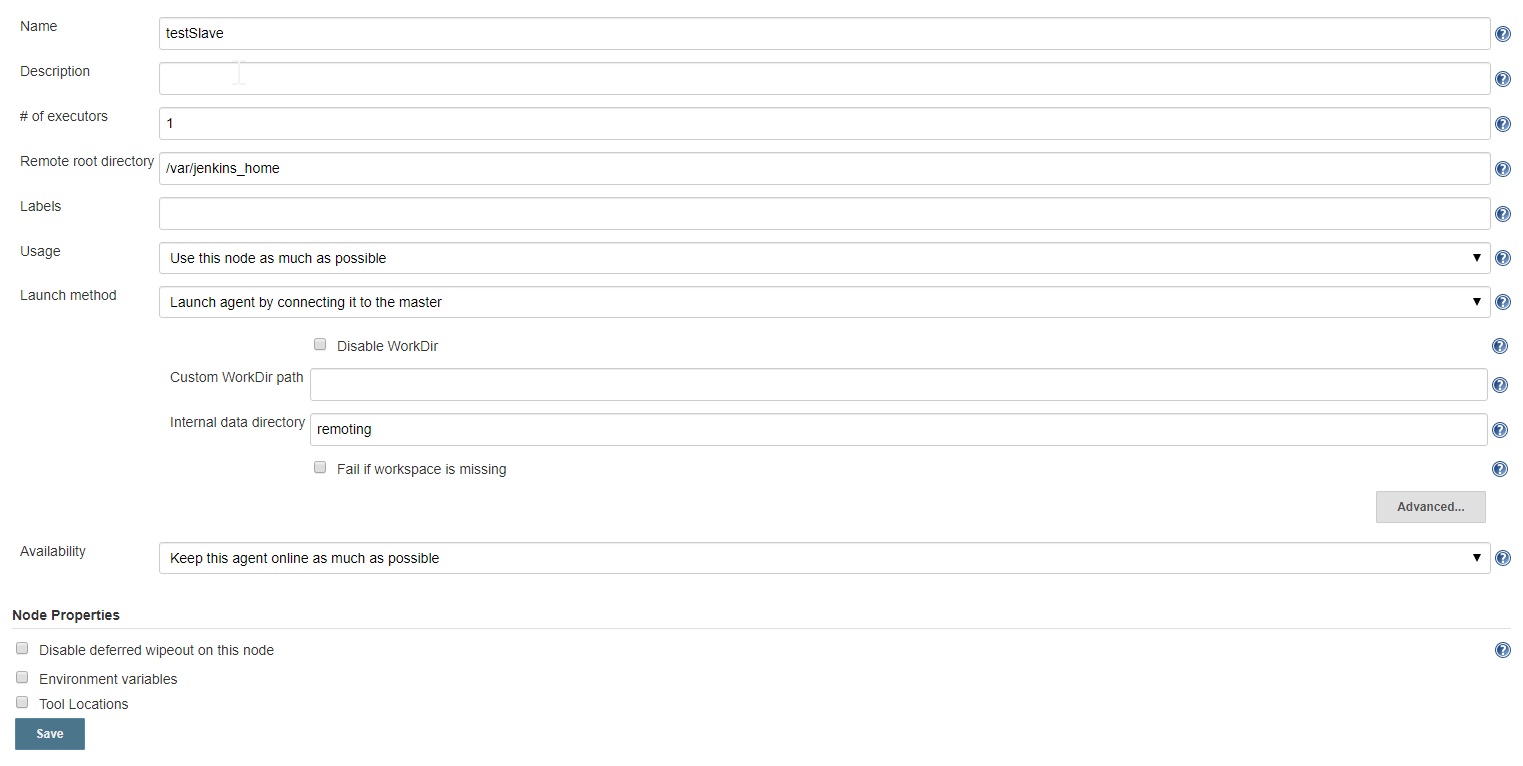 Name
testSlave
Description
# of executors
1
Remote root directory
/var/jenkins_home
Labels
Usage
Use this node as much as possible
Launch method
Launch agent by connecting it to the master
Disable WorkDir
Custom WorkDir path
Internal data directory
remoting
Fail if workspace is missing
Advanced...
Availability
Keep this agent online as much as possible
Node Properties
Disable deferred wipeout on this node
Environment variables
Tool Locations
Save